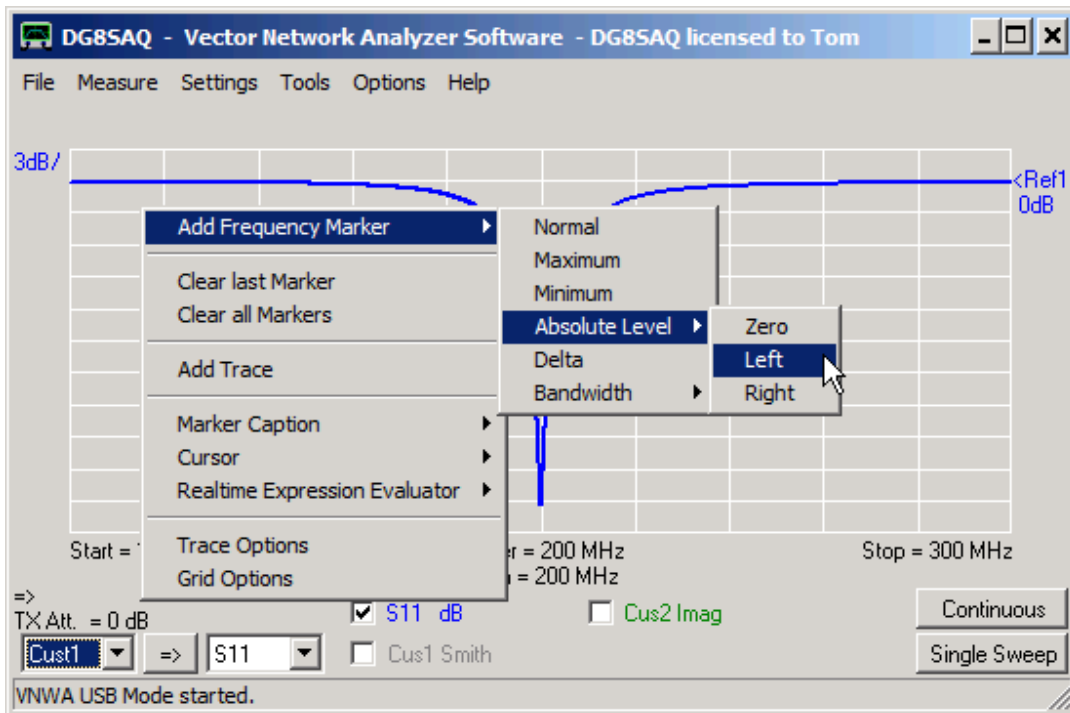 DG8SAQ - Vector Network Analyzer Software - DG8SAQ licensed to Tom
File Measure Settings Tools Options Help
3dB/
<Ref1
0dB
Add Frequency Marker
Clear last Marker
Clear all Markers
Add Trace
Marker Caption
Cursor
Realtime Expression Evaluator
Trace Options
Grid Options
Normal
Maximum
Minimum
Absolute Level
Delta
Bandwidth
Zero
Left
Right
Start =
= 200 MHz
Stop = 300 MHz
= 200 MHz
=>
TX Att. = 0 dB
S11 dB
Cus2 Imag
Continuous
Cust1
=>
S11
Cus1 Smith
Single Sweep
VNWA USB Mode started.